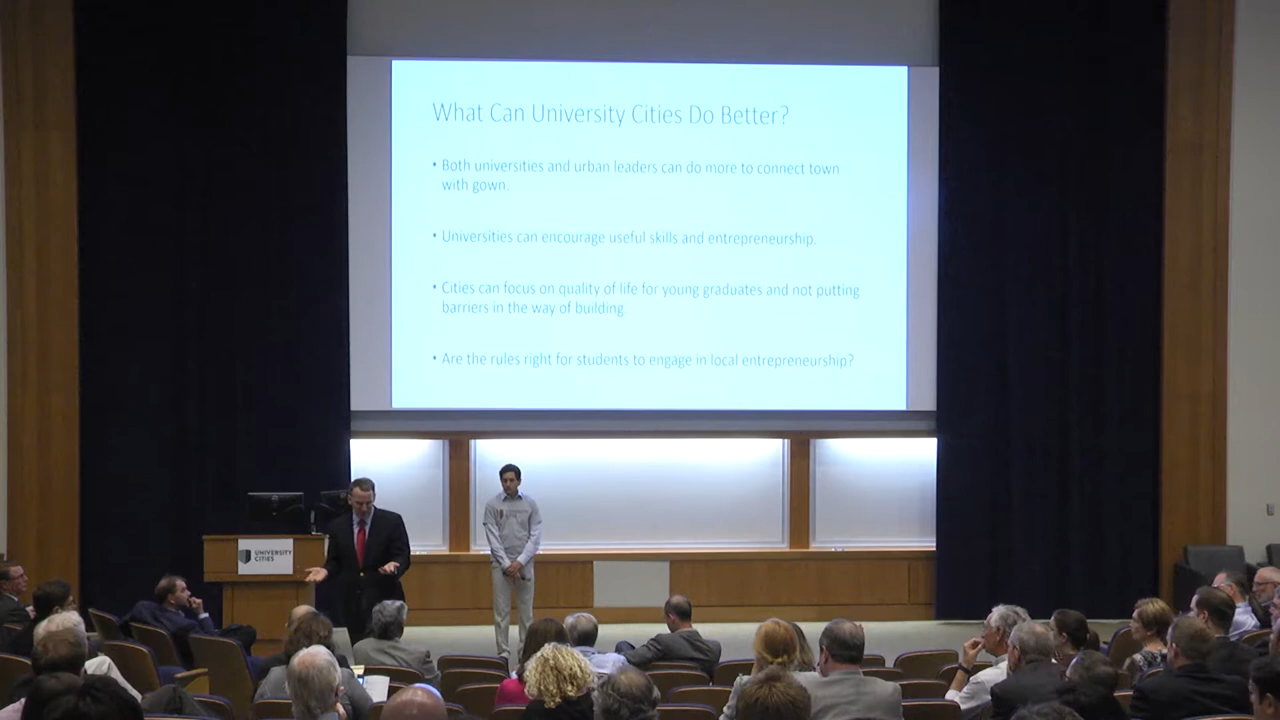 What Can University Cities Do Better?
• Both universities and urban leaders can do more to connect town
with gown.
• Universities can encourage useful skills and entrepreneurship.
• Cities can focus on quality of life for young graduates and not putting
barriers in the way of building.
• Are the rules right for students to engage in local entrepreneurship?
UNIVERSITY
CITIES